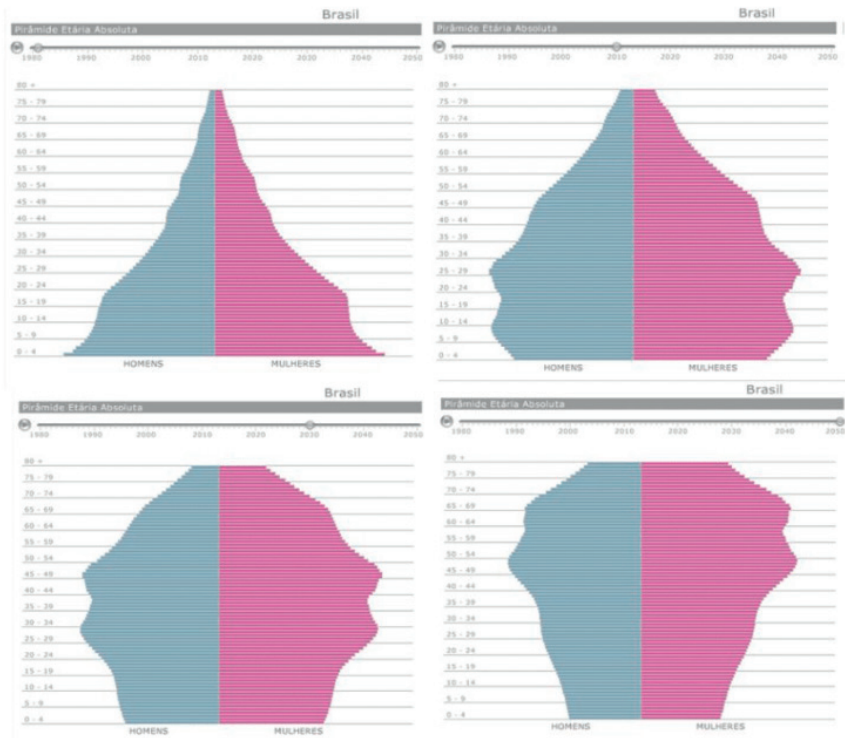 Brasil
Pirâmide Etária Absoluta
1980 1990 2000 2010 2020 2030 2040 2050
80 +
75 - 79
70 - 74
65 - 69
60 - 64
55 - 59
50 - 54
45 - 49
40 - 44
35 - 39
30 - 34
25 - 29
20 - 24
15 - 19
10 - 14
5 - 9
0 - 4
HOMENS MULHERES
Brasil
Pirâmide Etária Absoluta
1980 1990 2000 2010 2020 2030 2040 2050
80 +
75 - 79
70 - 74
65 - 69
60 - 64
55 - 59
50 - 54
45 - 49
40 - 44
35 - 39
30 - 34
25 - 29
20 - 24
15 - 19
10 - 14
5 - 9
0 - 4
HOMENS MULHERES
Brasil
Pirâmide Etária Absoluta
1980 1990 2000 2010 2020 2030 2040 2050
80 +
75 - 79
70 - 74
65 - 69
60 - 64
55 - 59
50 - 54
45 - 49
40 - 44
35 - 39
30 - 34
25 - 29
20 - 24
15 - 19
10 - 14
5 - 9
0 - 4
HOMENS MULHERES
Brasil
Pirâmide Etária Absoluta
1980 1990 2000 2010 2020 2030 2040 2050
80 +
75 - 79
70 - 74
65 - 69
60 - 64
55 - 59
50 - 54
45 - 49
40 - 44
35 - 39
30 - 34
25 - 29
20 - 24
15 - 19
10 - 14
5 - 9
0 - 4
HOMENS MULHERES